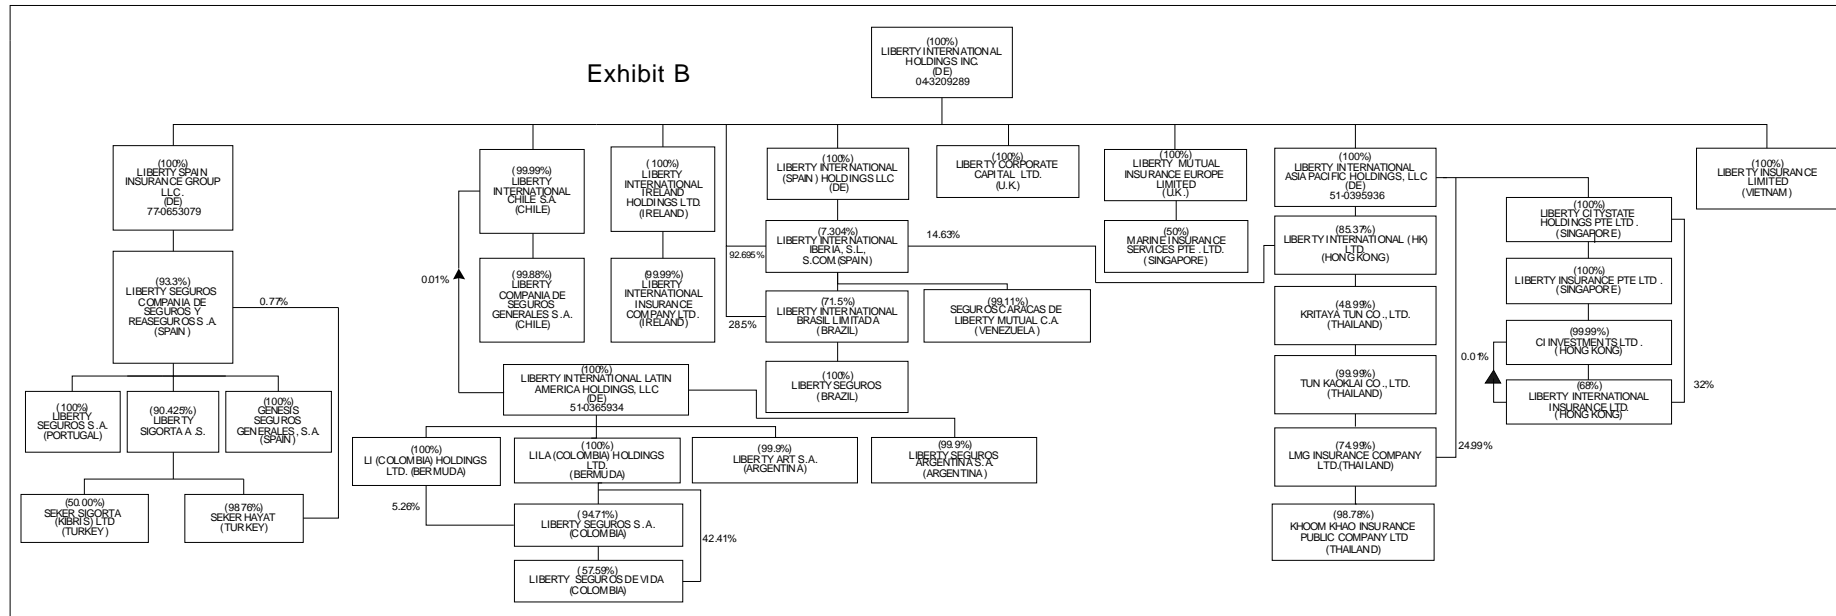 Exhibit B
(100%)
LIBERTY INTERNATIONAL
HOLDINGS INC.
(DE)
04-3209289
(100%)
LIBERTY SPAIN
INSURANCE GROUP
LLC.
(DE)
77-0653079
(99.99%)
LIBERTY
INTERNATIONAL
CHILE S.A.
(CHILE)
(100%)
LIBERTY
INTERNATIONAL
IRELAND
HOLDINGS LTD.
(IRELAND)
(100%)
LIBERTY INTERNATIONAL
(SPAIN) HOLDINGS LLC
(DE)
(100%)
LIBERTY CORPORATE
CAPITAL LTD.
(U.K.)
(100%)
LIBERTY MUTUAL
INSURANCE EUROPE
LIMITED
(U.K.)
(100%)
LIBERTY INTERNATIONAL
ASIA PACIFIC HOLDINGS, LLC
(DE)
51-0395936
(100%)
LIBERTY INSURANCE
LIMITED
(VIETNAM)
(100%)
LIBERTY CITYSTATE
HOLDINGS PTE LTD.
(SINGAPORE)
(7.304%)
LIBERTY INTERNATIONAL
IBERIA, S.L.,
S.COM.(SPAIN)
14.63%
92.695%
(50%)
MARINE INSURANCE
SERVICES PTE. LTD.
(SINGAPORE)
(85.37%)
LIBERTY INTERNATIONAL (HK)
LTD.
(HONG KONG)
(93.3%)
LIBERTY SEGUROS
COMPANIA DE
SEGUROS Y
REASEGUROS S.A.
(SPAIN)
0.77%
0.01%
(99.88%)
LIBERTY
COMPANIA DE
SEGUROS
GENERALES S.A.
(CHILE)
(99.99%)
LIBERTY
INTERNATIONAL
INSURANCE
COMPANY LTD.
(IRELAND)
28.5%
(71.5%)
LIBERTY INTERNATIONAL
BRASIL LIMITADA
(BRAZIL)
(99.11%)
SEGUROS CARACAS DE
LIBERTY MUTUAL C.A.
(VENEZUELA)
(48.99%)
KRITAYA TUN CO., LTD.
(THAILAND)
(100%)
LIBERTY INSURANCE PTE LTD.
(SINGAPORE)
(99.99%)
CI INVESTMENTS LTD.
(HONG KONG)
0.01%
(100%)
LIBERTY INTERNATIONAL LATIN
AMERICA HOLDINGS, LLC
(DE)
51-0365934
(100%)
LIBERTY SEGUROS
(BRAZIL)
(99.99%)
TUN KAOKLAI CO., LTD.
(THAILAND)
(68%)
LIBERTY INTERNATIONAL
INSURANCE LTD.
(HONG KONG)
32%
(100%)
LIBERTY
SEGUROS S.A.
(PORTUGAL)
(90.425%)
LIBERTY
SIGORTA A.S.
(100%)
GENESIS
SEGUROS
GENERALES, S.A.
(SPAIN)
(100%)
LI (COLOMBIA) HOLDINGS
LTD. (BERMUDA)
(100%)
LILA (COLOMBIA) HOLDINGS
LTD.
(BERMUDA)
(99.9%)
LIBERTY ART S.A.
(ARGENTINA)
(99.9%)
LIBERTY SEGUROS
ARGENTINA S.A.
(ARGENTINA)
(74.99%)
LMG INSURANCE COMPANY
LTD.(THAILAND)
24.99%
(50.00%)
SEKER SIGORTA
(KIBRIS) LTD
(TURKEY)
(98.76%)
SEKER HAYAT
(TURKEY)
5.26%
(94.71%)
LIBERTY SEGUROS S.A.
(COLOMBIA)
42.41%
(57.59%)
LIBERTY SEGUROS DE VIDA
(COLOMBIA)
(98.78%)
KHOOM KHAO INSURANCE
PUBLIC COMPANY LTD
(THAILAND)